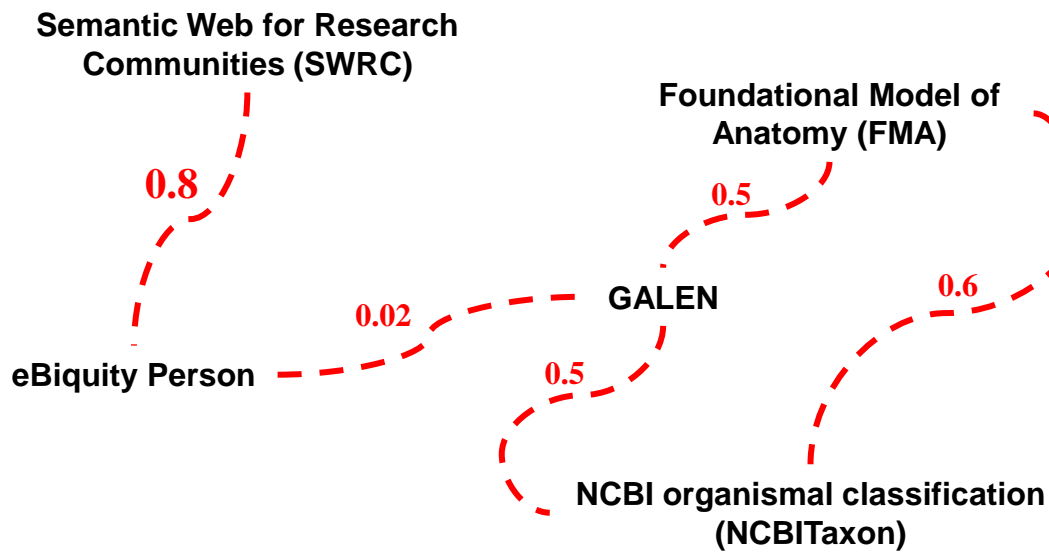 Semantic Web for Research
Communities (SWRC)
Foundational Model of
Anatomy (FMA)
0.8
0.5
0.6
GALEN
0.02
0.5
eBiquity Person
NCBI organismal classification
(NCBITaxon)